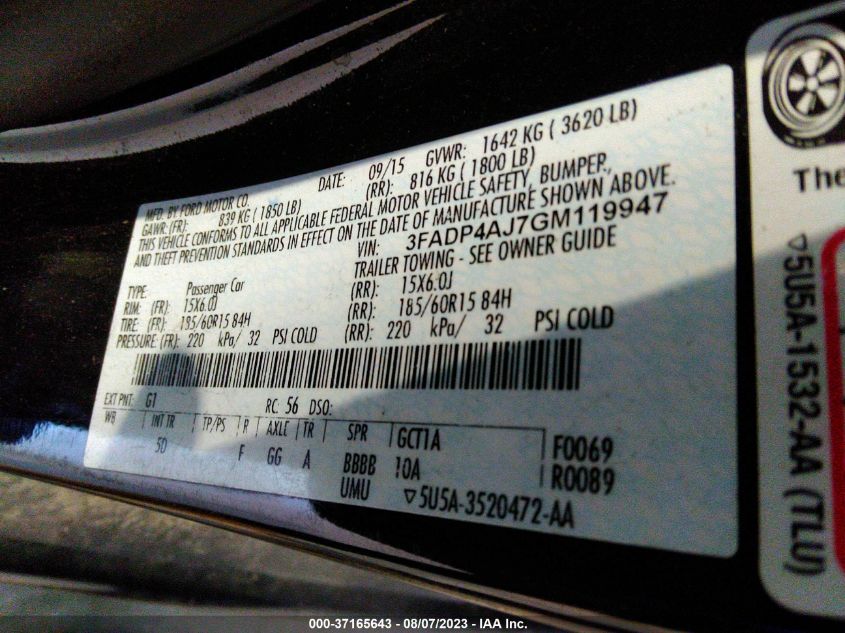 MFD. BY FORD MOTOR CO.
DATE: 09/15 GVWR: 1642 KG ( 3620 LB)
GAWR: (FR): 839 KG (1850 LB) (RR): 816 KG ( 1800 LB)
THIS VEHICLE CONFORMS TO ALL APPLICABLE FEDERAL MOTOR VEHICLE SAFETY, BUMPER,
AND THEFT PREVENTION STANDARDS IN EFFECT ON THE DATE OF MANUFACTURE SHOWN ABOVE.
VIN: 3FADP4AJ7GM119947
TYPE: Passenger Car TRAILER TOWING - SEE OWNER GUIDE
RIM: (FR): 15X6.0J (RR): 15X6.0J
TIRE: (FR): 185/60R15 84H (RR): 185/60R15 84H
PRESSURE (FR): 220 kPa/ 32 PSI COLD (RR): 220 kPa/ 32 PSI COLD
EXT PNT: G1 RC: 56 DSO:
WB INT TR TP/PS R AXLE TR SPR GCT1A F0069
5D F GG A BBBB 10A R0089
UMU ▽5U5A-3520472-AA
The
▽5U5A-1532-AA (TLU)
000-37165643 - 08/07/2023 - IAA Inc.